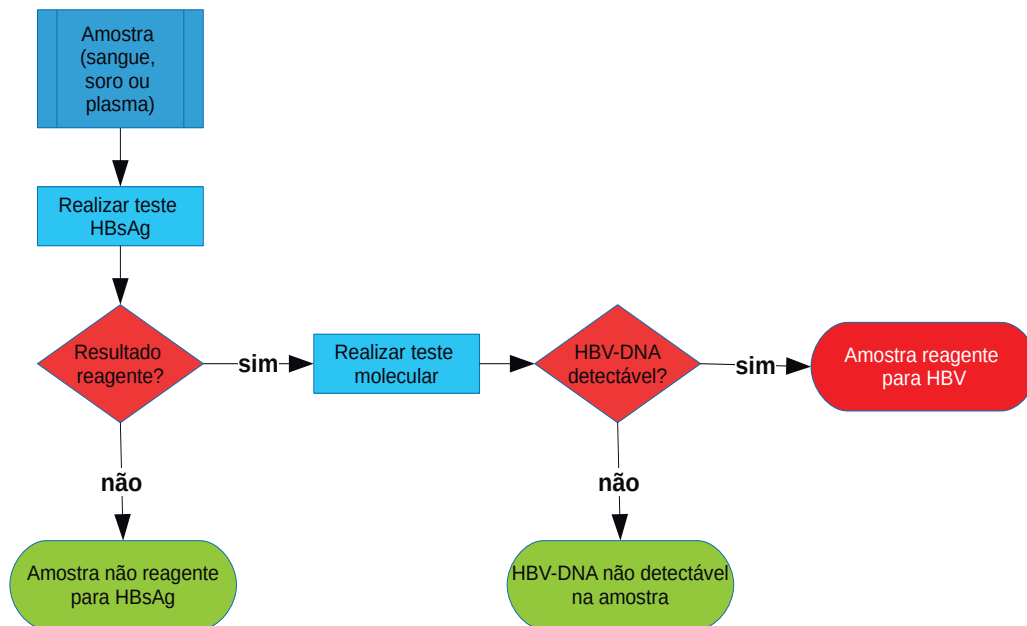 Amostra
(sangue,
soro ou
plasma)
Realizar teste
HBsAg
Resultado
reagente?
sim
Realizar teste
molecular
HBV-DNA
detectável?
sim
Amostra reagente
para HBV
não
não
Amostra não reagente
para HBsAg
HBV-DNA não detectável
na amostra